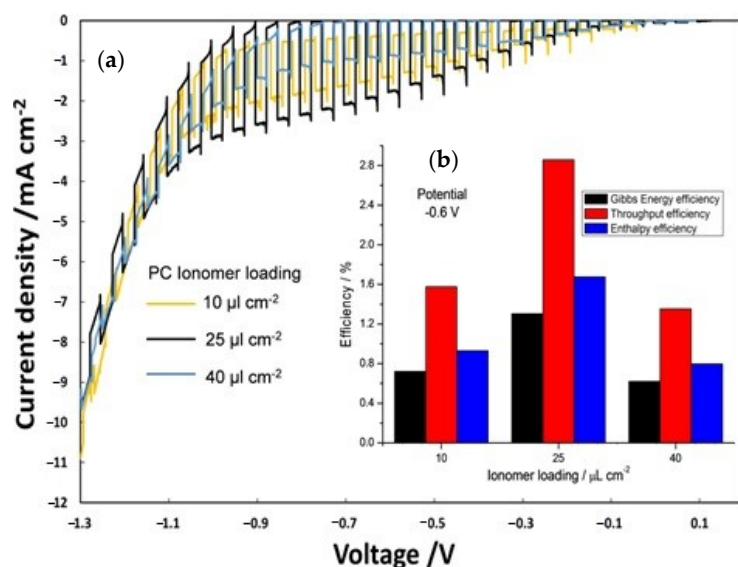 (a)
0
−1
−2
−3
−4
−5
−6
−7
−8
−9
−10
−11
−12
Current density /mA cm⁻²
PC Ionomer loading
10 µl cm⁻²
25 µl cm⁻²
40 µl cm⁻²
−1.3
−1.1
−0.9
−0.7
−0.5
−0.3
−0.1
0.1
Voltage /V
(b)
Potential
-0.6 V
Gibbs Energy efficiency
Throughput efficiency
Enthalpy efficiency
2.8
2.4
2.0
1.6
1.2
0.8
0.4
0.0
Efficiency / %
10
25
40
Ionomer loading / µL cm⁻²